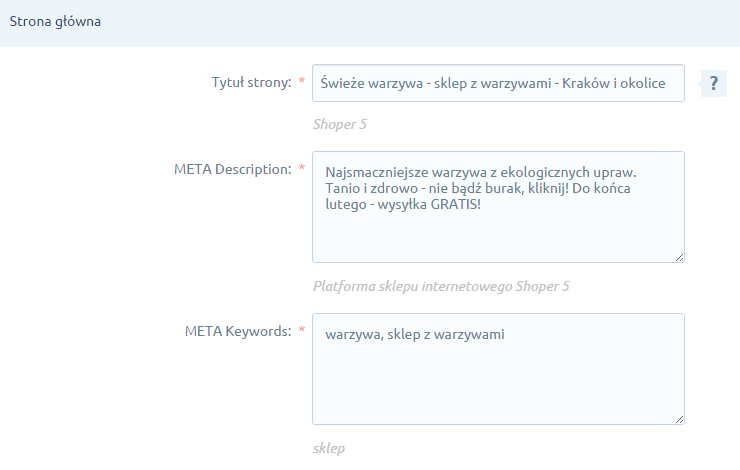 Strona główna
Tytuł strony: * Świeże warzywa - sklep z warzywami - Kraków i okolice ?
Shoper 5
META Description: * Najsmaczniejsze warzywa z ekologicznych upraw.
Tanio i zdrowo - nie bądź burak, kliknij! Do końca
lutego - wysyłka GRATIS!
Platforma sklepu internetowego Shoper 5
META Keywords: * warzywa, sklep z warzywami
sklep